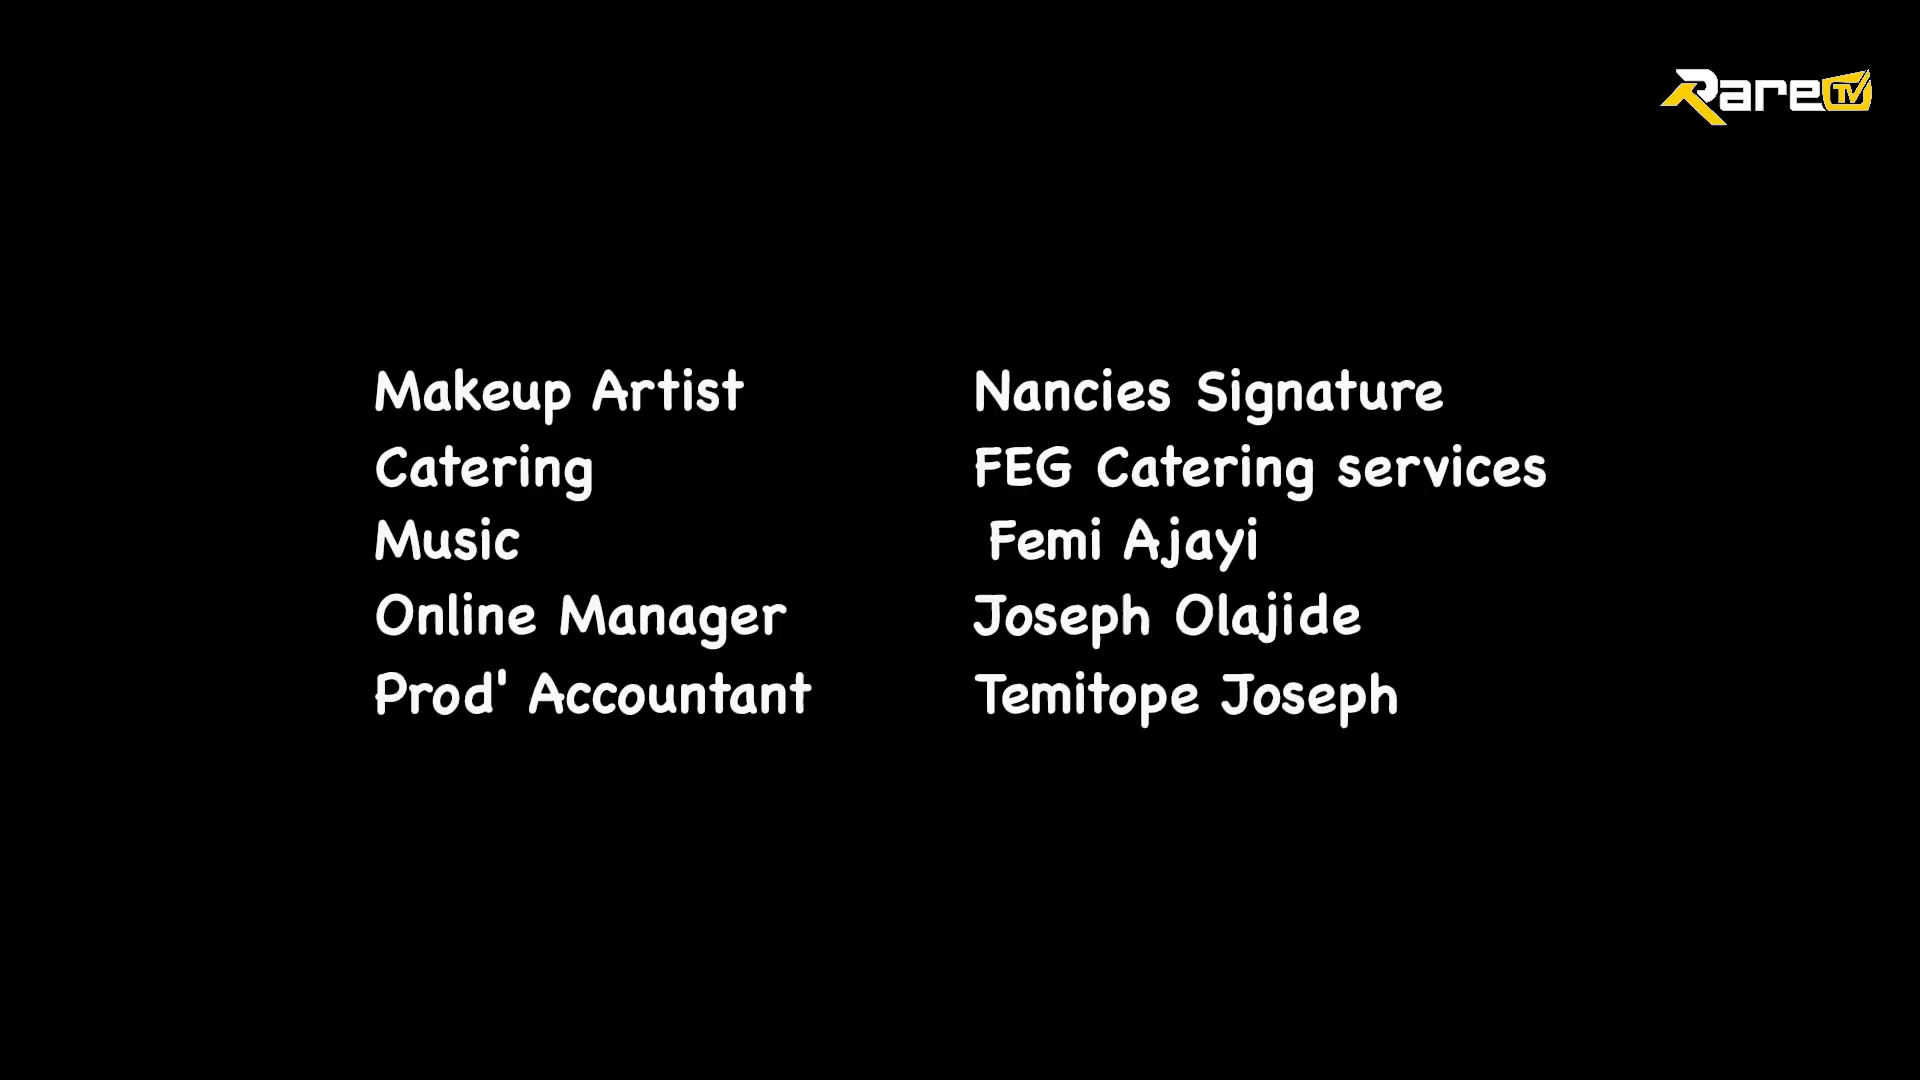 RareTV
Makeup Artist Nancies Signature
Catering FEG Catering services
Music Femi Ajayi
Online Manager Joseph Olajide
Prod' Accountant Temitope Joseph